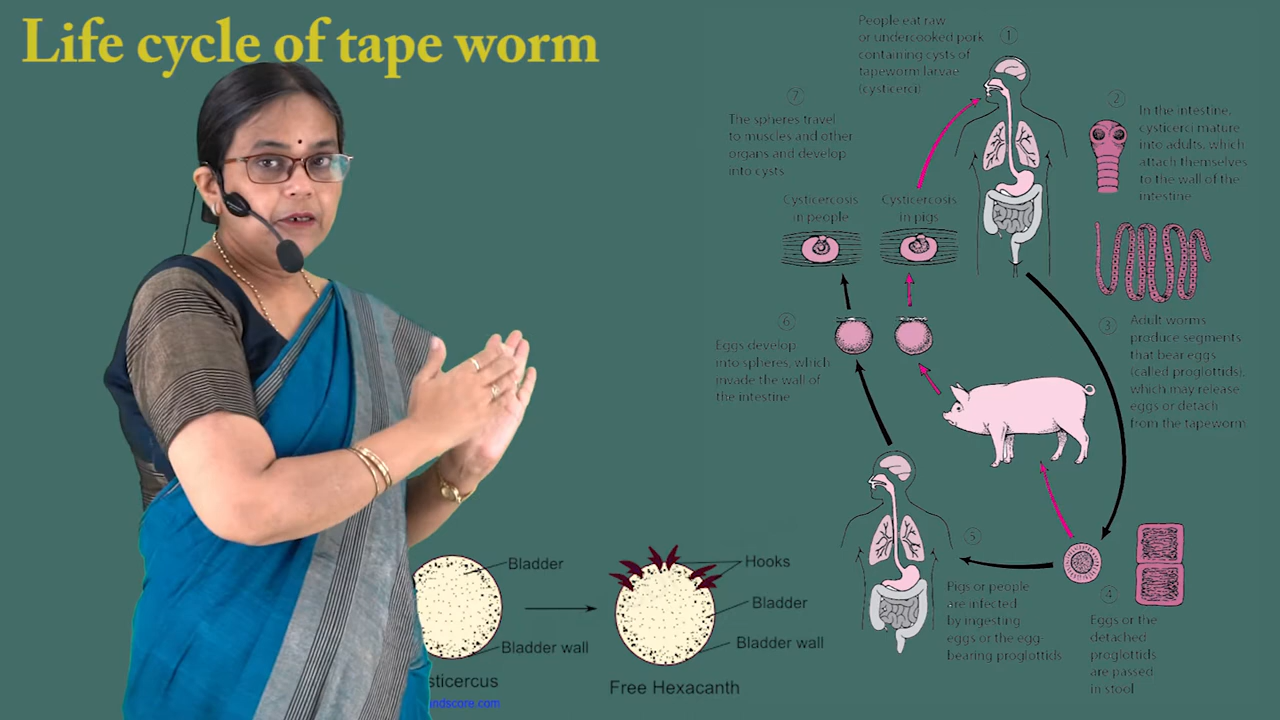 Life cycle of tape worm
People eat raw
or undercooked pork
containing cysts of
tapeworm larvae
(cysticerci)
1
2
In the intestine,
cysticerci mature
into adults, which
attach themselves
to the wall of the
intestine
7
The spheres travel
to muscles and other
organs and develop
into cysts
Cysticercosis
in people
Cysticercosis
in pigs
3
Adult worms
produce segments
that bear eggs
(called proglottids),
which may release
eggs or detach
from the tapeworm
6
Eggs develop
into spheres, which
invade the wall of
the intestine
5
Pigs or people
are infected
by ingesting
eggs or the egg-
bearing proglottids
4
Eggs or the
detached
proglottids
are passed
in stool
Bladder
Bladder wall
sticercus
ndscore.com
Hooks
Bladder
Bladder wall
Free Hexacanth